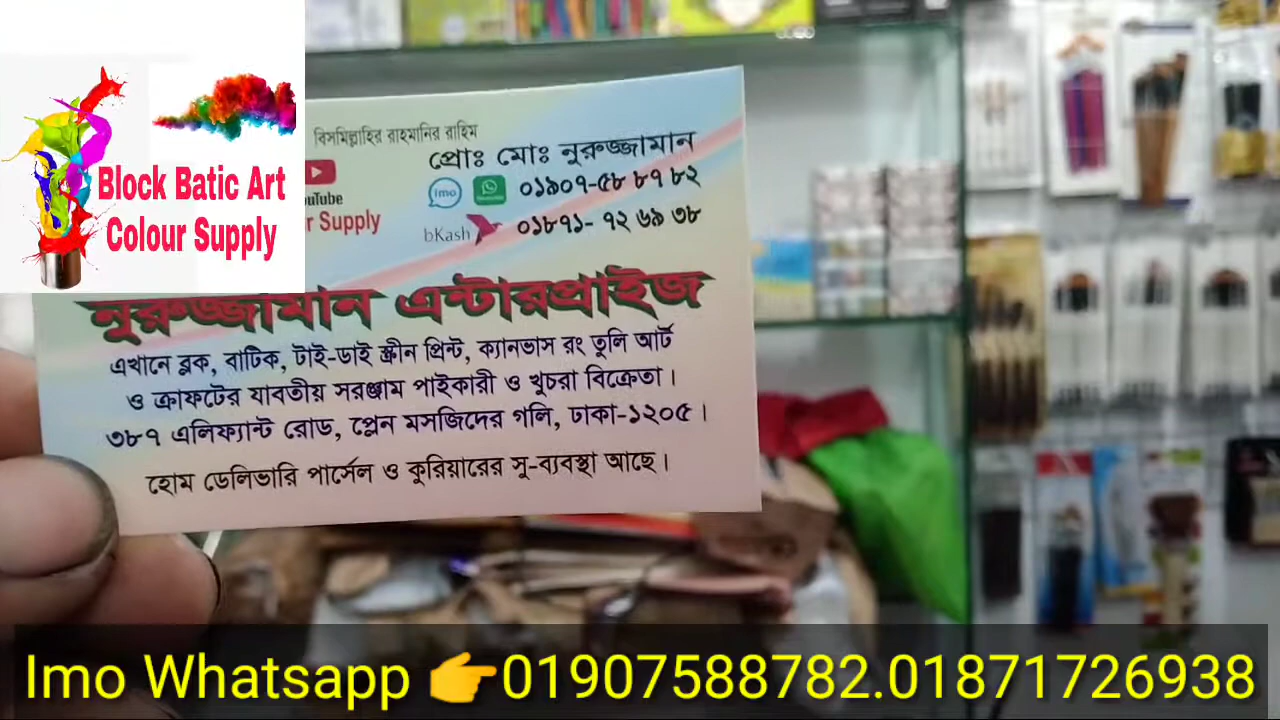 Block Batic Art
Colour Supply
বিসমিল্লাহির রাহমানির রাহিম
প্রোঃ মোঃ নুরুজ্জামান
imo ০১৯০৭-৫৮ ৮৭ ৮২
uTube
r Supply
bKash ০১৮৭১- ৭২ ৬৯ ৩৮
নুরুজ্জামান এন্টারপ্রাইজ
এখানে ব্লক, বাটিক, টাই-ডাই স্ক্রীন প্রিন্ট, ক্যানভাস রং তুলি আর্ট
ও ক্রাফটের যাবতীয় সরঞ্জাম পাইকারী ও খুচরা বিক্রেতা।
৩৮৭ এলিফ্যান্ট রোড, প্লেন মসজিদের গলি, ঢাকা-১২০৫।
হোম ডেলিভারি পার্সেল ও কুরিয়ারের সু-ব্যবস্থা আছে।
Imo Whatsapp 👉01907588782.01871726938